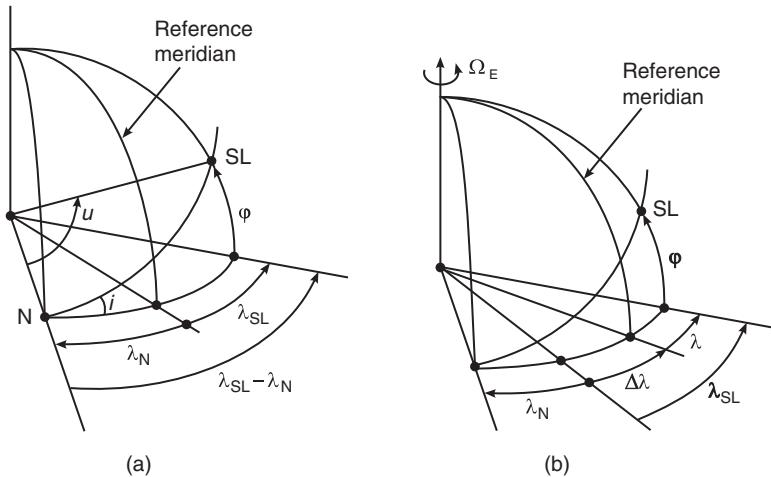 Reference
meridian
SL
u
φ
i
N
λSL
λN
λSL – λN
(a)
ΩE
Reference
meridian
SL
φ
λ
Δλ
λN
λSL
(b)